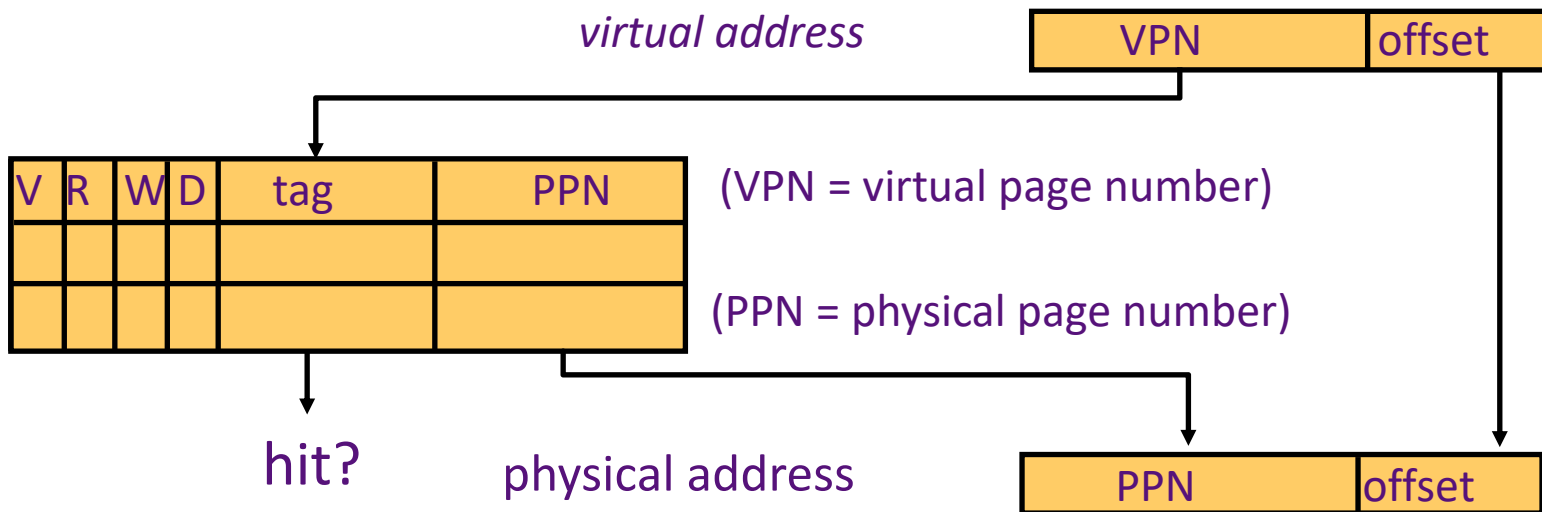 virtual address
VPN offset
V R W D tag PPN
(VPN = virtual page number)
(PPN = physical page number)
hit?
physical address
PPN offset